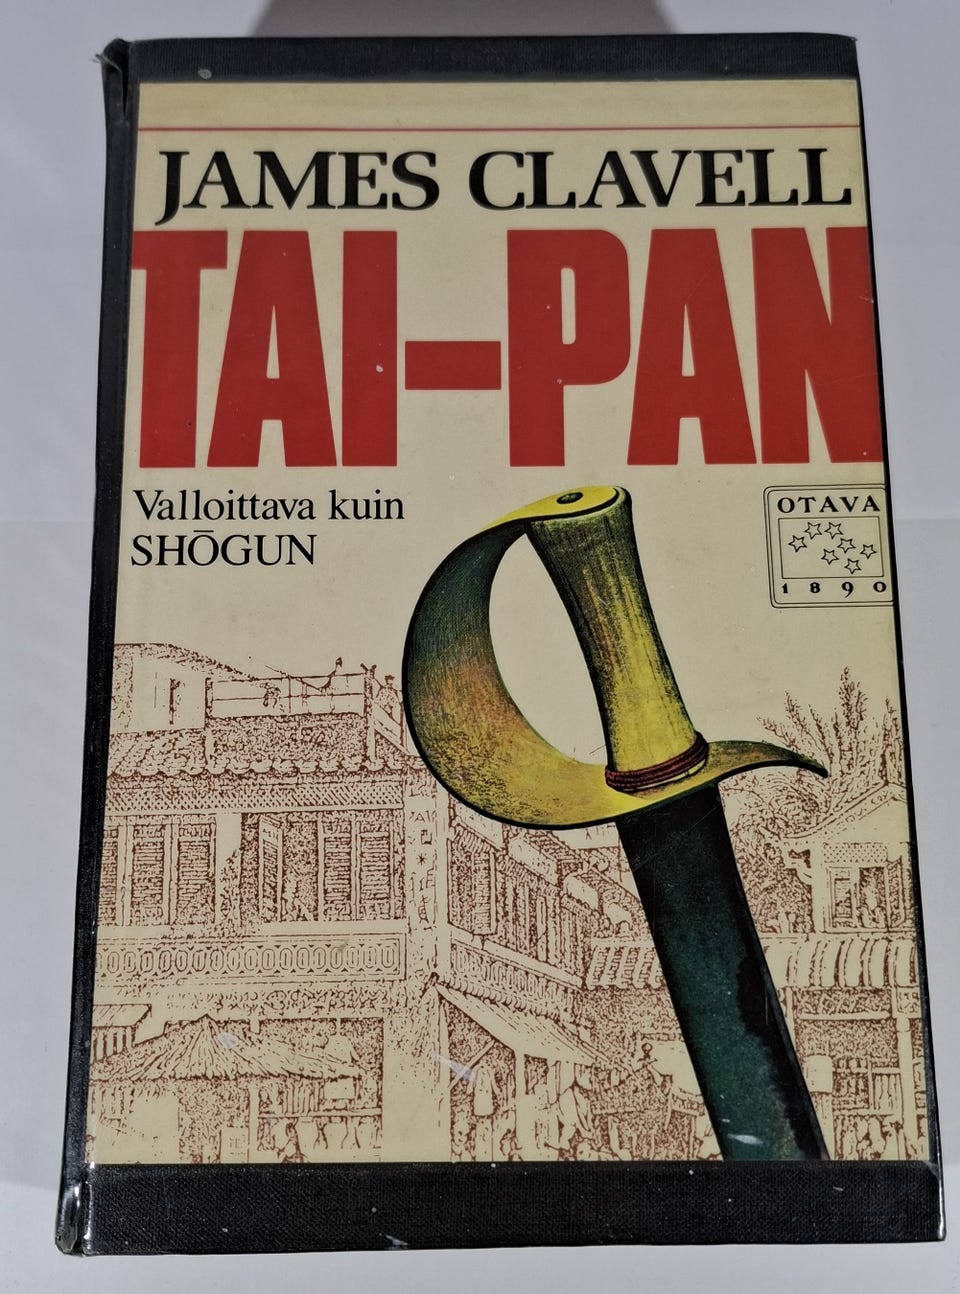 JAMES CLAVELL
TAI-PAN
Valloittava kuin
SHŌGUN
OTAVA
1890